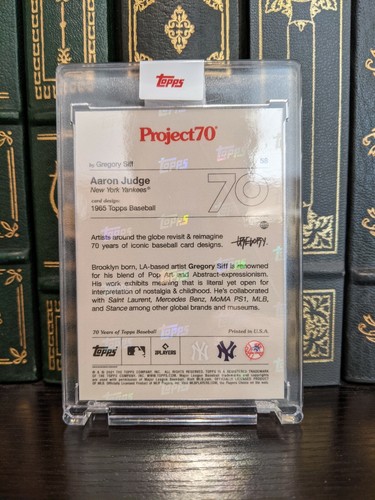 Topps
Project70®
by Gregory Siff
58
Aaron Judge
New York Yankees®
70
card design:
1965 Topps Baseball
Artists around the globe revisit & reimagine
70 years of iconic baseball card designs.
Brooklyn born, LA-based artist Gregory Siff is renowned
for his blend of Pop Art and Abstract-expressionism.
His work exhibits meaning that is literal yet open for
interpretation of nostalgia & childhood. He's collaborated
with Saint Laurent, Mercedes Benz, MoMA PS1, MLB,
and Stance among other global brands and museums.
70 Years of Topps Baseball
Printed in U.S.A.
Topps
PLAYERS